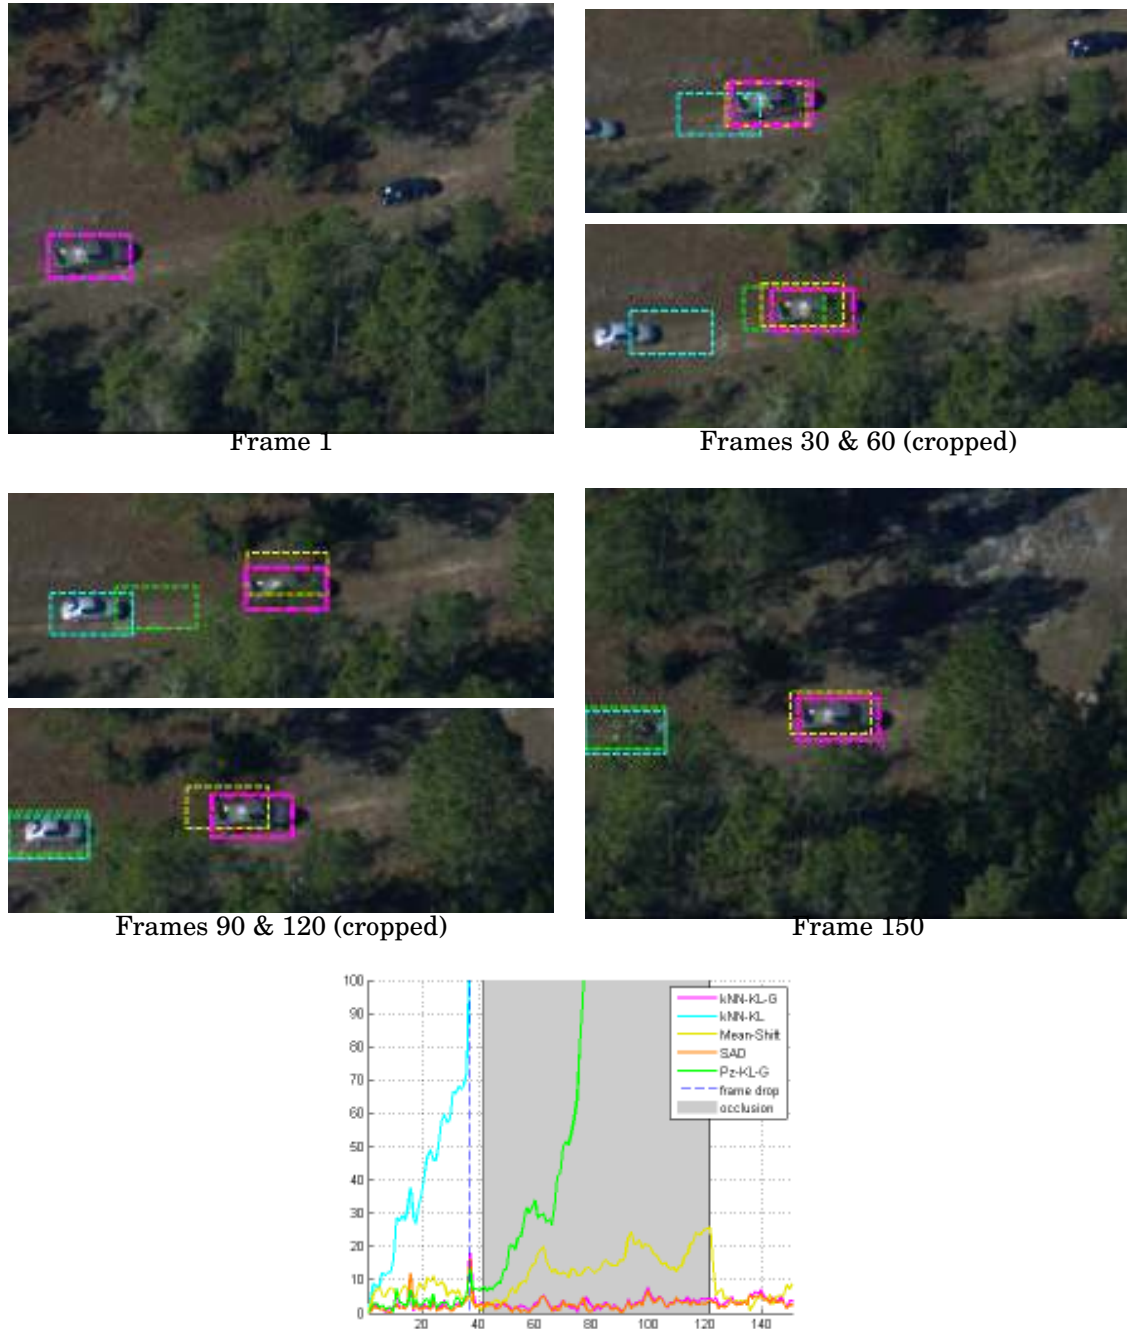 Frame 1
Frames 30 & 60 (cropped)
Frames 90 & 120 (cropped)
Frame 150
100
90
80
70
60
50
40
30
20
10
0
kNN-KL-G
kNN-KL
Mean-Shift
SAD
Pz-KL-G
frame drop
occlusion
20 40 60 80 100 120 140